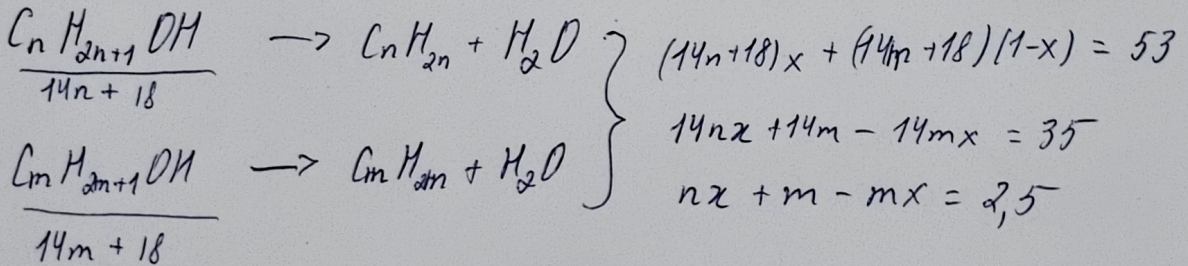 CₙH₂ₙ₊₁OH → CₙH₂ₙ + H₂O
14n + 18
CₘH₂ₘ₊₁OH → CₘH₂ₘ + H₂O
14m + 18
(14n+18)x + (14m+18)(1-x) = 53
14nx + 14m - 14mx = 35
nx + m - mx = 2,5